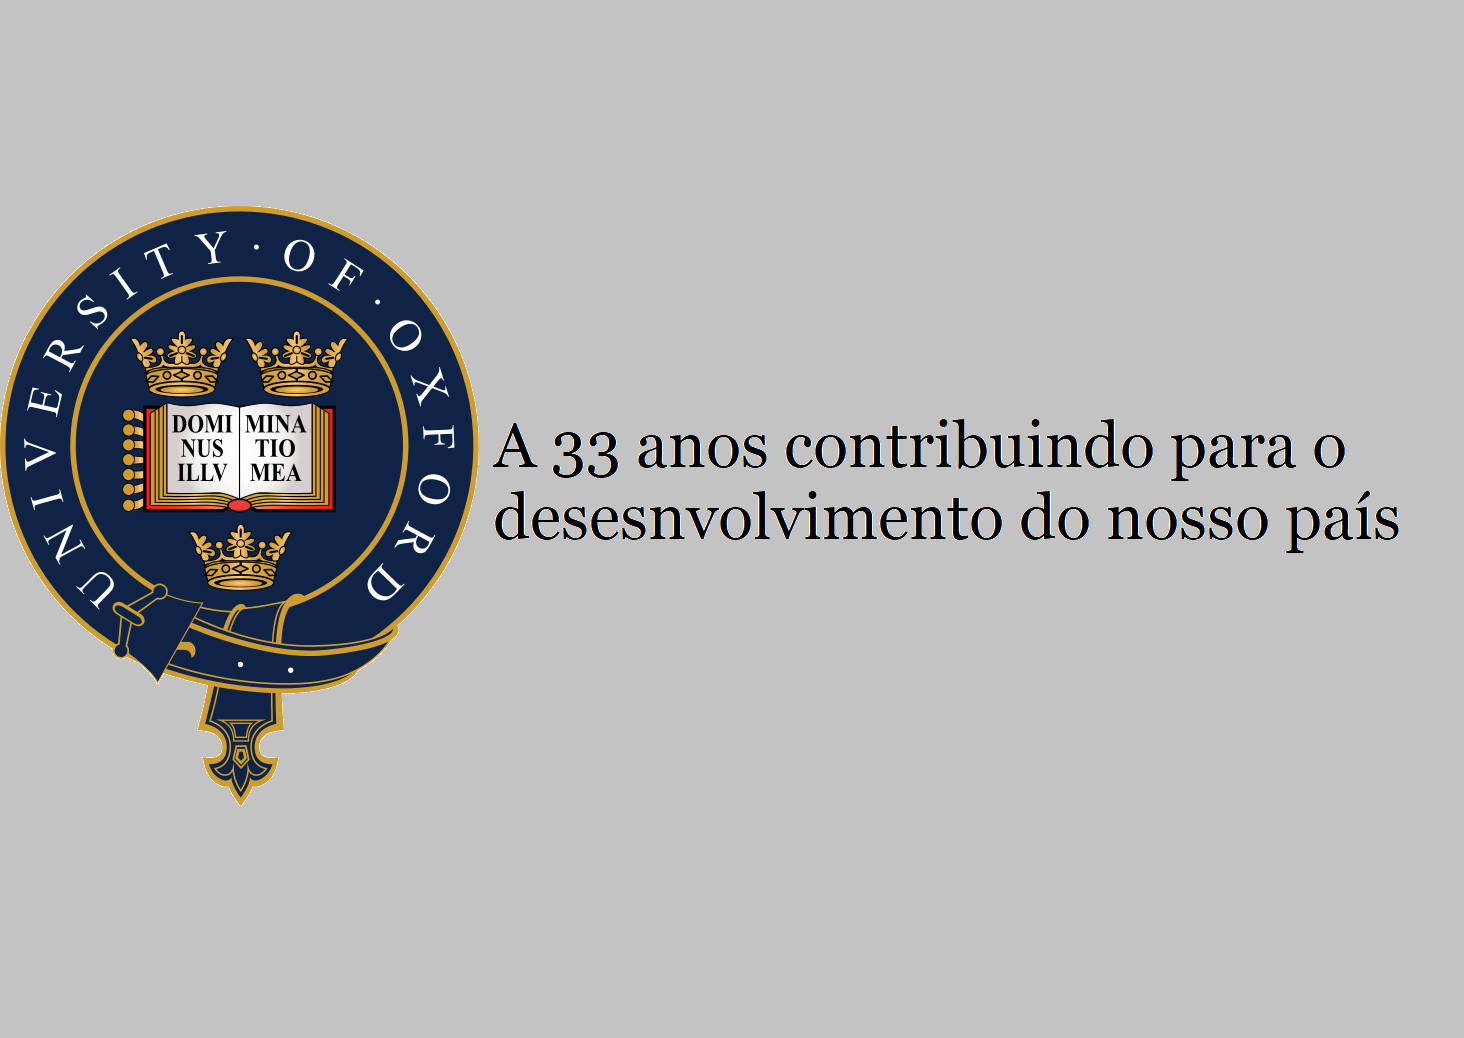 UNIVERSITY · OF · OXFORD
DOMI MINA
NUS TIO
ILLV MEA
A 33 anos contribuindo para o
desesnvolvimento do nosso país